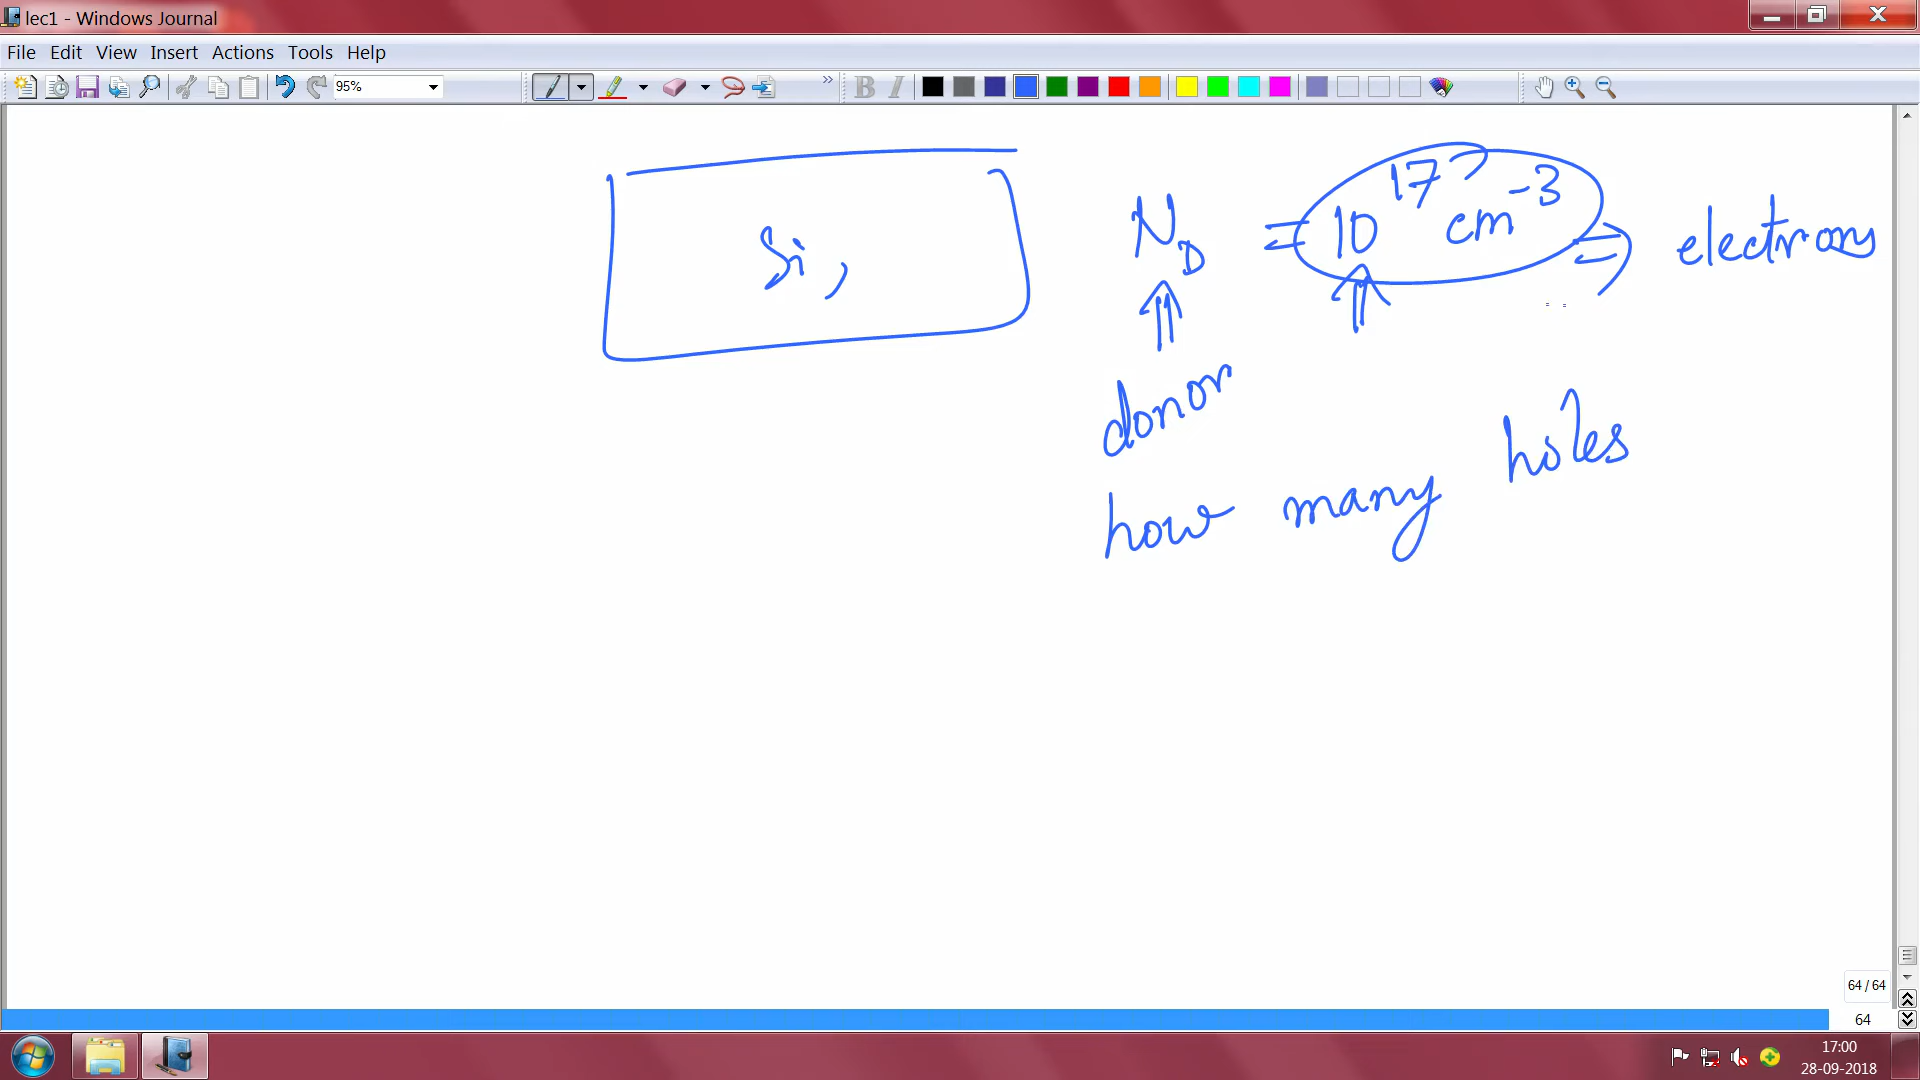 lec1 - Windows Journal
File Edit View Insert Actions Tools Help
95%
Si, N_D = 10^17 cm^-3 ⇒ electrons
donor
how many holes
64 / 64
64
17:00
28-09-2018